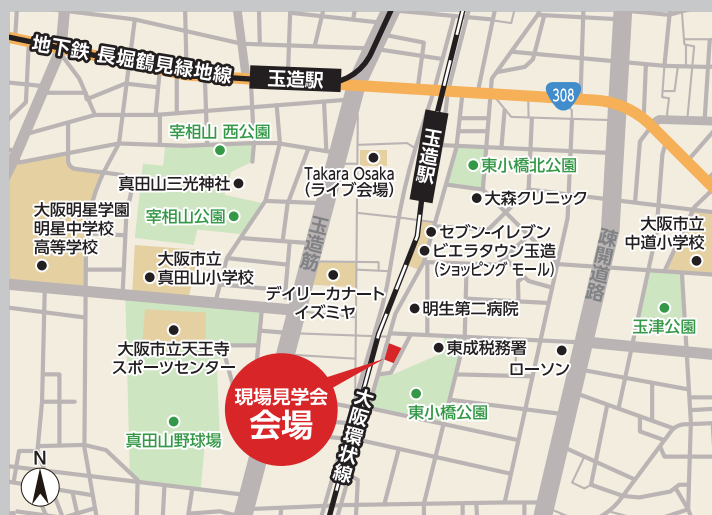 地下鉄 長堀鶴見緑地線
玉造駅
308
玉造駅
宰相山 西公園
真田山三光神社
宰相山公園
Takara Osaka
(ライブ会場)
東小橋北公園
大森クリニック
大阪明星学園
明星中学校
高等学校
大阪市立
真田山小学校
玉造筋
セブン-イレブン
ビエラタウン玉造
(ショッピング モール)
疎開道路
大阪市立
中道小学校
デイリーカナート
イズミヤ
明生第二病院
玉津公園
大阪市立天王寺
スポーツセンター
東成税務署
ローソン
現場見学会
会場
大阪環状線
東小橋公園
真田山野球場
N